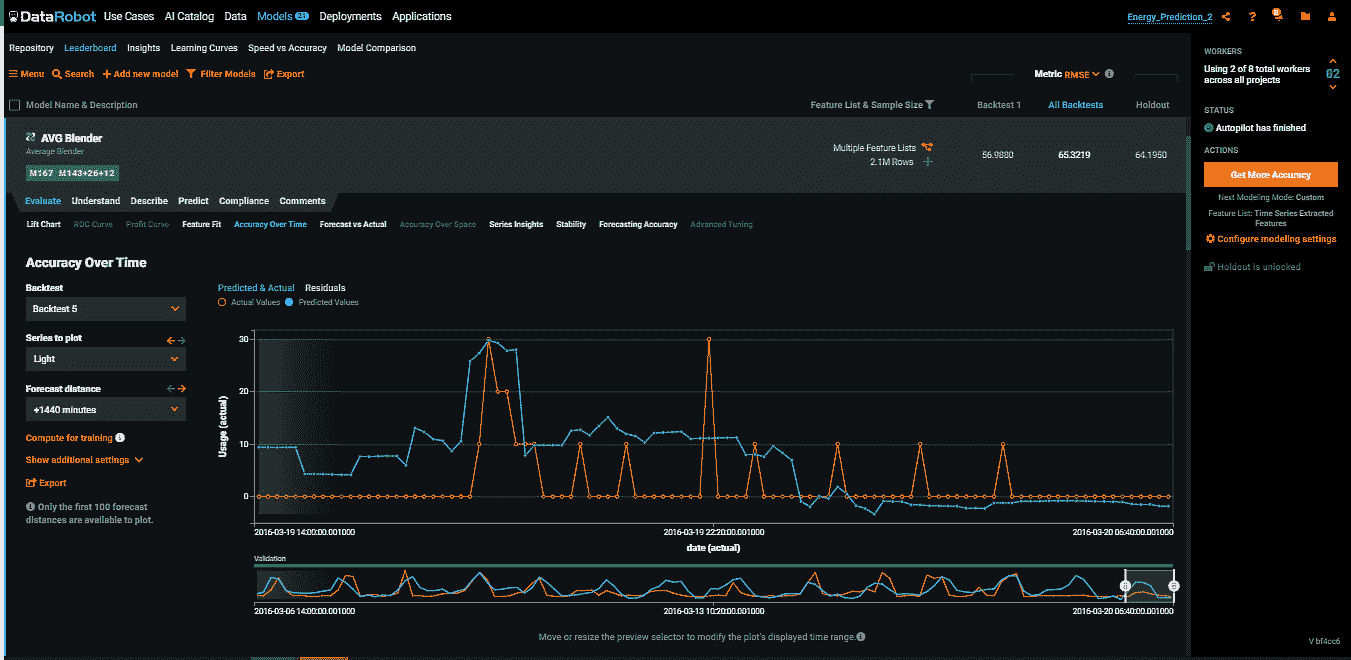 DataRobot Use Cases AI Catalog Data Models 21 Deployments Applications Energy_Prediction_2
Repository Leaderboard Insights Learning Curves Speed vs Accuracy Model Comparison
Menu Search Add new model Filter Models Export
Metric RMSE
Model Name & Description Feature List & Sample Size Backtest 1 All Backtests Holdout
AVG Blender
Average Blender
M167 M143+26+12
Multiple Feature Lists
2.1M Rows
56.9880 65.3219 64.1950
Evaluate Understand Describe Predict Compliance Comments
Lift Chart ROC Curve Profit Curve Feature Fit Accuracy Over Time Forecast vs Actual Accuracy Over Space Series Insights Stability Forecasting Accuracy Advanced Tuning
Accuracy Over Time
Backtest
Backtest 5
Series to plot
Light
Forecast distance
+1440 minutes
Compute for training
Show additional settings
Export
Only the first 100 forecast
distances are available to plot.
Predicted & Actual Residuals
Actual Values Predicted Values
Usage (actual)
30
20
10
0
2016-03-19 14:00:00.001000 2016-03-19 22:20:00.001000 2016-03-20 06:40:00.001000
date (actual)
Validation
2016-03-06 14:00:00.001000 2016-03-13 10:20:00.001000 2016-03-20 06:40:00.001000
Move or resize the preview selector to modify the plot's displayed time range.
WORKERS
Using 2 of 8 total workers
across all projects
STATUS
Autopilot has finished
ACTIONS
Get More Accuracy
Next Modeling Mode: Custom
Feature List: Time Series Extracted
Features
Configure modeling settings
Holdout is unlocked
V bf4cc6